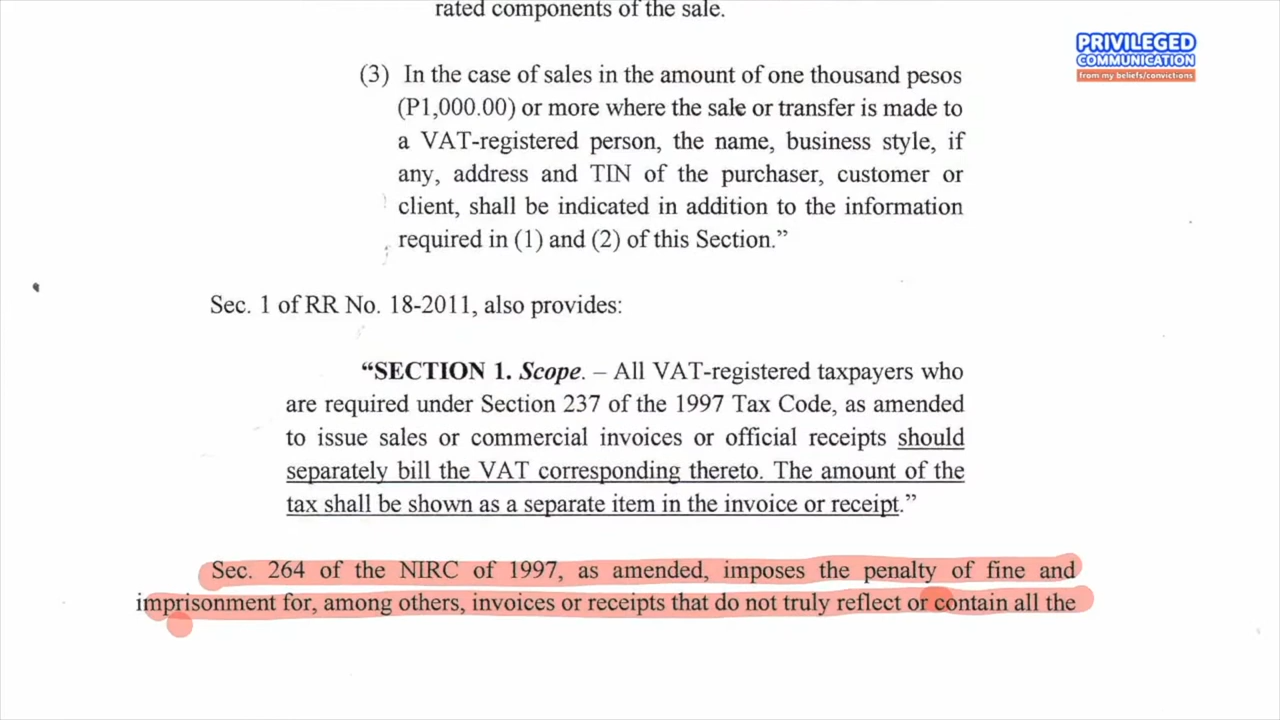 rated components of the sale.
PRIVILEGED
COMMUNICATION
from my beliefs/convictions
(3) In the case of sales in the amount of one thousand pesos
(P1,000.00) or more where the sale or transfer is made to
a VAT-registered person, the name, business style, if
any, address and TIN of the purchaser, customer or
client, shall be indicated in addition to the information
required in (1) and (2) of this Section.”
Sec. 1 of RR No. 18-2011, also provides:
“SECTION 1. Scope. – All VAT-registered taxpayers who
are required under Section 237 of the 1997 Tax Code, as amended
to issue sales or commercial invoices or official receipts should
separately bill the VAT corresponding thereto. The amount of the
tax shall be shown as a separate item in the invoice or receipt.”
Sec. 264 of the NIRC of 1997, as amended, imposes the penalty of fine and
imprisonment for, among others, invoices or receipts that do not truly reflect or contain all the